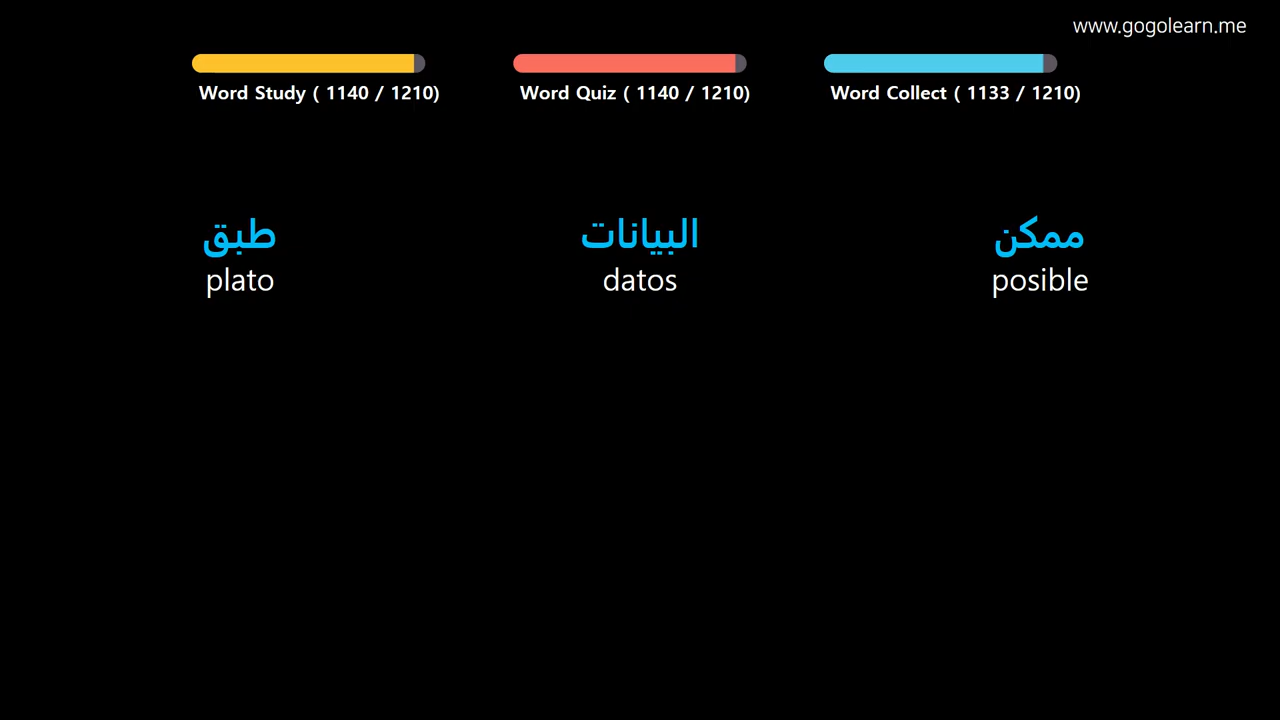 www.gogolearn.me
Word Study ( 1140 / 1210)
Word Quiz ( 1140 / 1210)
Word Collect ( 1133 / 1210)
طبق
plato
البيانات
datos
ممكن
posible